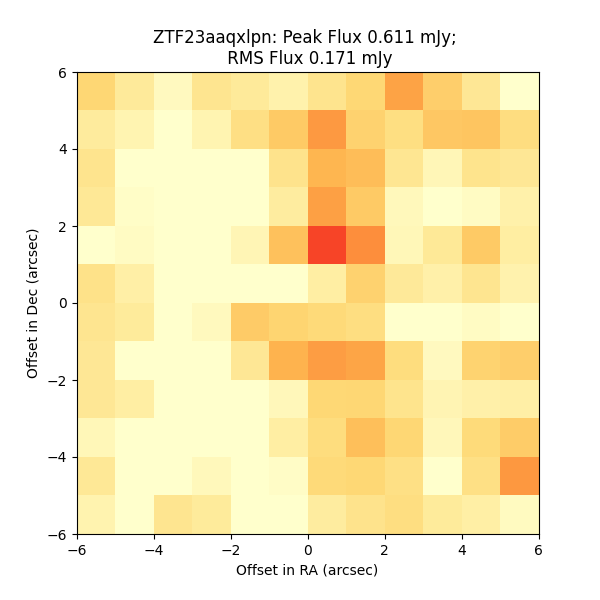 ZTF23aaqxlpn: Peak Flux 0.611 mJy;
RMS Flux 0.171 mJy
6
4
2
0
−2
−4
−6
Offset in Dec (arcsec)
−6 −4 −2 0 2 4 6
Offset in RA (arcsec)